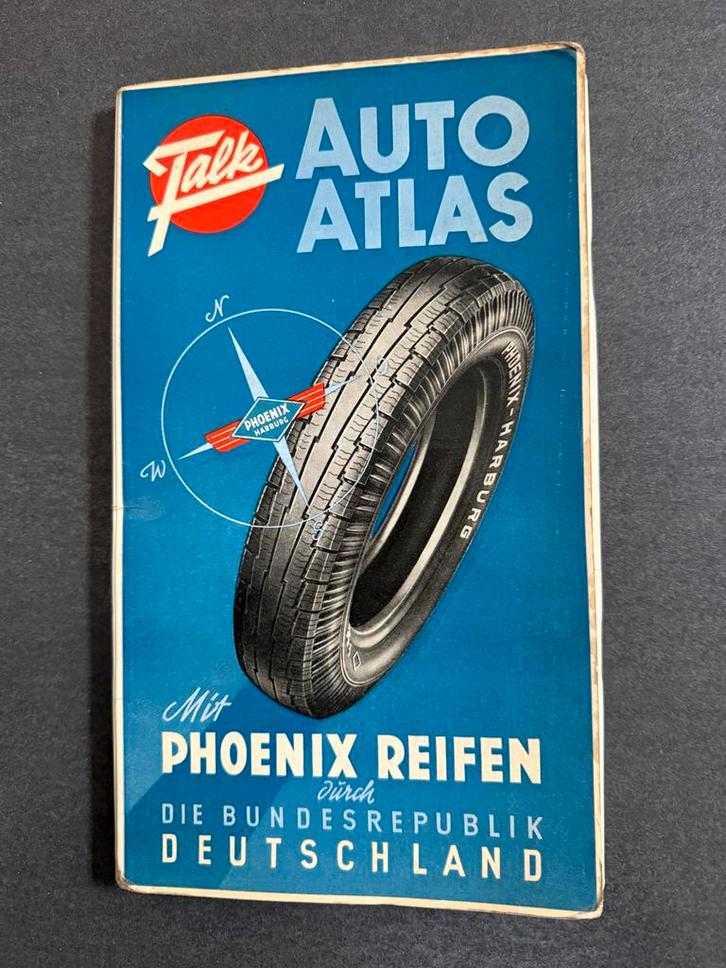 Falk
AUTO
ATLAS
N
O
W
S
PHOENIX
HARBURG
PHOENIX-HARBURG
Mit
PHOENIX REIFEN
durch
DIE BUNDESREPUBLIK
DEUTSCHLAND